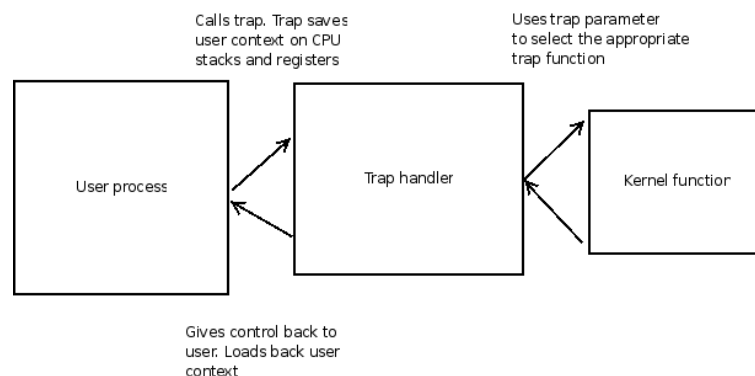 Calls trap. Trap saves
user context on CPU
stacks and registers
Uses trap parameter
to select the appropriate
trap function
User process
Trap handler
Kernel function
Gives control back to
user. Loads back user
context